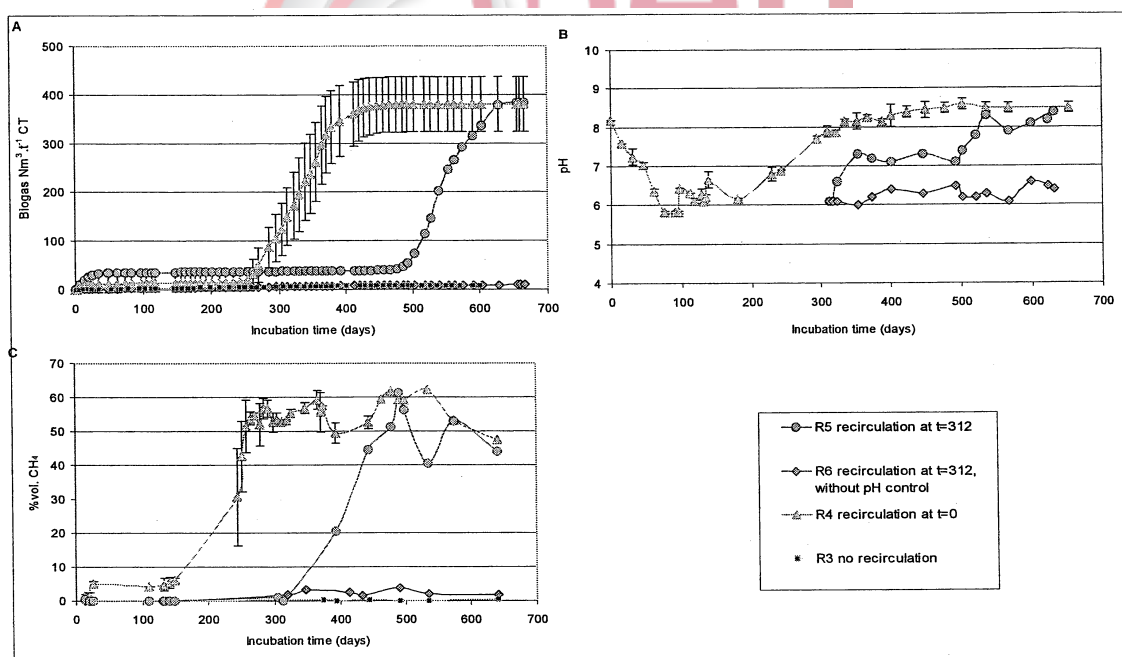 A
500
400
300
200
100
0
Biogas Nm³.t⁻¹ CT
0 100 200 300 400 500 600 700
Incubation time (days)
B
10
9
8
7
6
5
4
pH
0 100 200 300 400 500 600 700
Incubation time (days)
C
70
60
50
40
30
20
10
0
%vol. CH₄
0 100 200 300 400 500 600 700
Incubation time (days)
R5 recirculation at t=312
R6 recirculation at t=312,
without pH control
R4 recirculation at t=0
R3 no recirculation